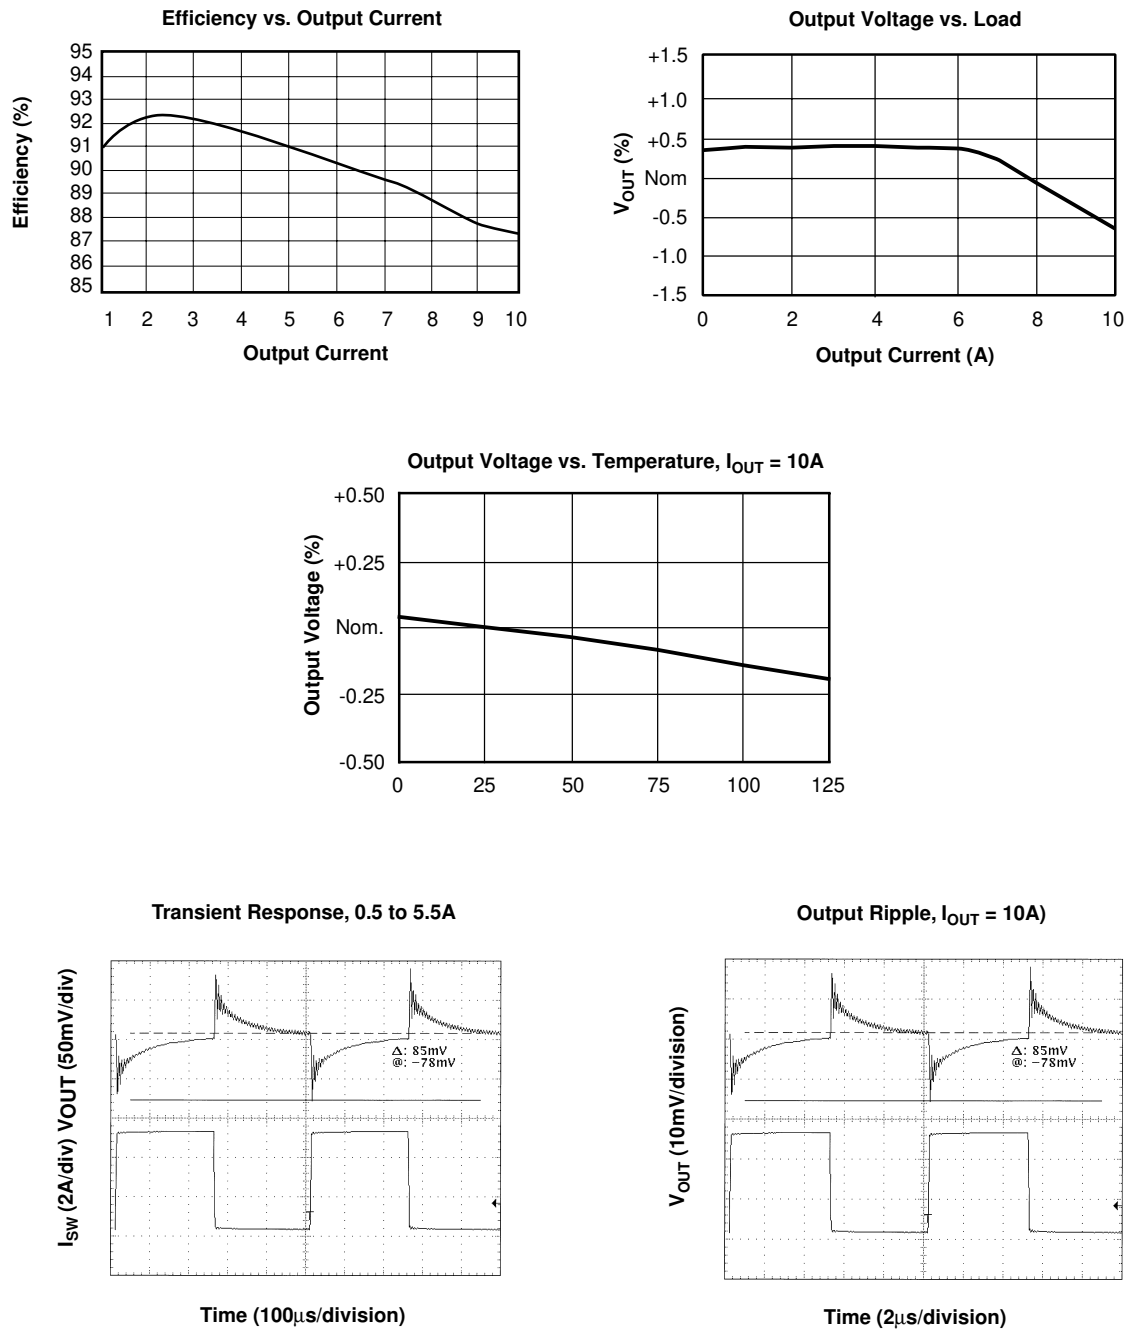 Efficiency vs. Output Current
95
94
93
92
91
90
89
88
87
86
85
Efficiency (%)
1 2 3 4 5 6 7 8 9 10
Output Current
Output Voltage vs. Load
+1.5
+1.0
+0.5
Nom
-0.5
-1.0
-1.5
VOUT (%)
0 2 4 6 8 10
Output Current (A)
Output Voltage vs. Temperature, IOUT = 10A
+0.50
+0.25
Nom.
-0.25
-0.50
Output Voltage (%)
0 25 50 75 100 125
Transient Response, 0.5 to 5.5A
ISW (2A/div) VOUT (50mV/div)
Δ: 85mV
@: -78mV
T
Time (100µs/division)
Output Ripple, IOUT = 10A)
VOUT (10mV/division)
Δ: 85mV
@: -78mV
T
Time (2µs/division)